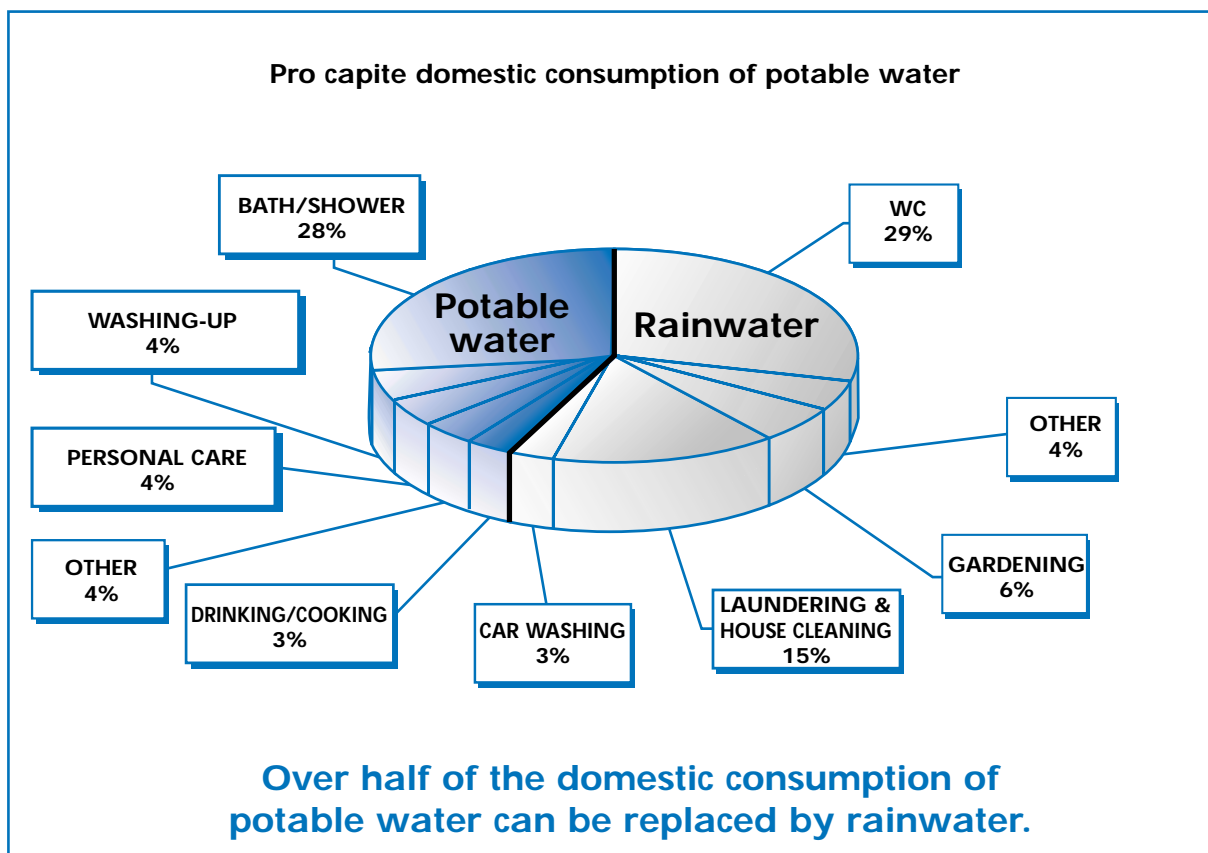 Pro capite domestic consumption of potable water
BATH/SHOWER
28%
WC
29%
WASHING-UP
4%
Potable
water
Rainwater
PERSONAL CARE
4%
OTHER
4%
OTHER
4%
DRINKING/COOKING
3%
CAR WASHING
3%
LAUNDERING &
HOUSE CLEANING
15%
GARDENING
6%
Over half of the domestic consumption of
potable water can be replaced by rainwater.